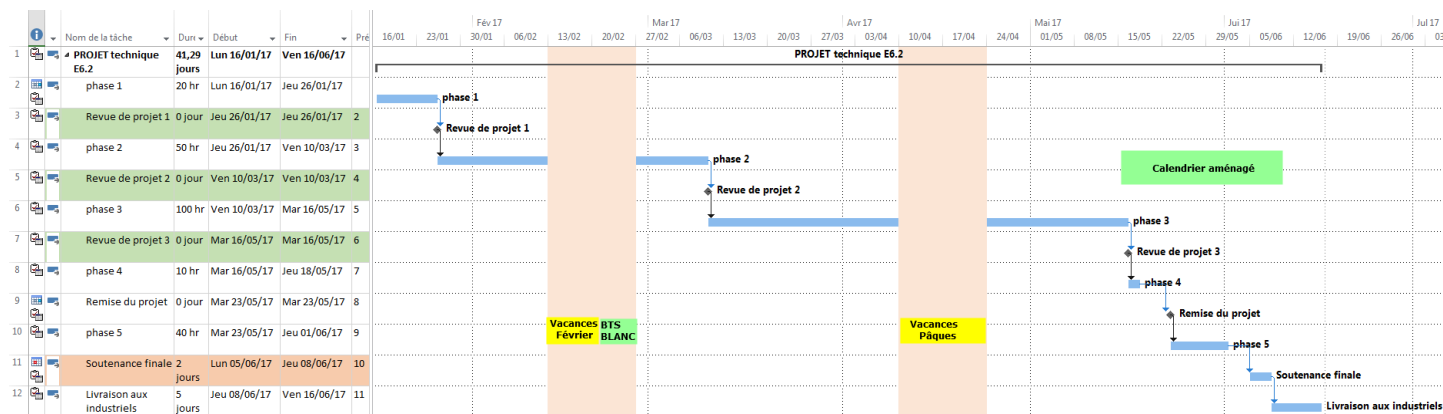 Fév 17 Mar 17 Avr 17 Mai 17 Jui 17 Jul 17
Nom de la tâche Duré Début Fin Pré 16/01 23/01 30/01 06/02 13/02 20/02 27/02 06/03 13/03 20/03 27/03 03/04 10/04 17/04 24/04 01/05 08/05 15/05 22/05 29/05 05/06 12/06 19/06 26/06 03
1 PROJET technique E6.2 41,29 jours Lun 16/01/17 Ven 16/06/17 PROJET technique E6.2
2 phase 1 20 hr Lun 16/01/17 Jeu 26/01/17 phase 1
3 Revue de projet 1 0 jour Jeu 26/01/17 Jeu 26/01/17 2 Revue de projet 1
4 phase 2 50 hr Jeu 26/01/17 Ven 10/03/17 3 phase 2
Calendrier aménagé
5 Revue de projet 2 0 jour Ven 10/03/17 Ven 10/03/17 4 Revue de projet 2
6 phase 3 100 hr Ven 10/03/17 Mar 16/05/17 5 phase 3
7 Revue de projet 3 0 jour Mar 16/05/17 Mar 16/05/17 6 Revue de projet 3
8 phase 4 10 hr Mar 16/05/17 Jeu 18/05/17 7 phase 4
9 Remise du projet 0 jour Mar 23/05/17 Mar 23/05/17 8 Remise du projet
10 phase 5 40 hr Mar 23/05/17 Jeu 01/06/17 9 phase 5
Vacances Février
BTS BLANC
Vacances Pâques
11 Soutenance finale 2 jours Lun 05/06/17 Jeu 08/06/17 10 Soutenance finale
12 Livraison aux industriels 5 jours Jeu 08/06/17 Ven 16/06/17 11 Livraison aux industriels